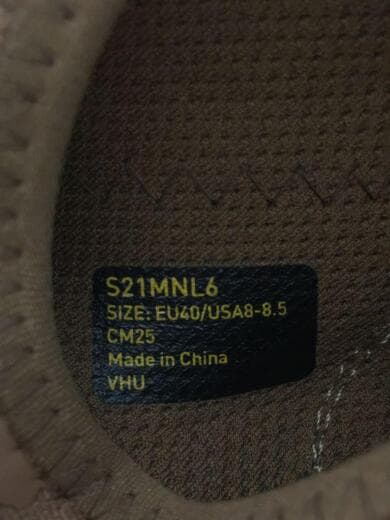 S21MNL6
SIZE: EU40/USA8-8.5
CM25
Made in China
VHU